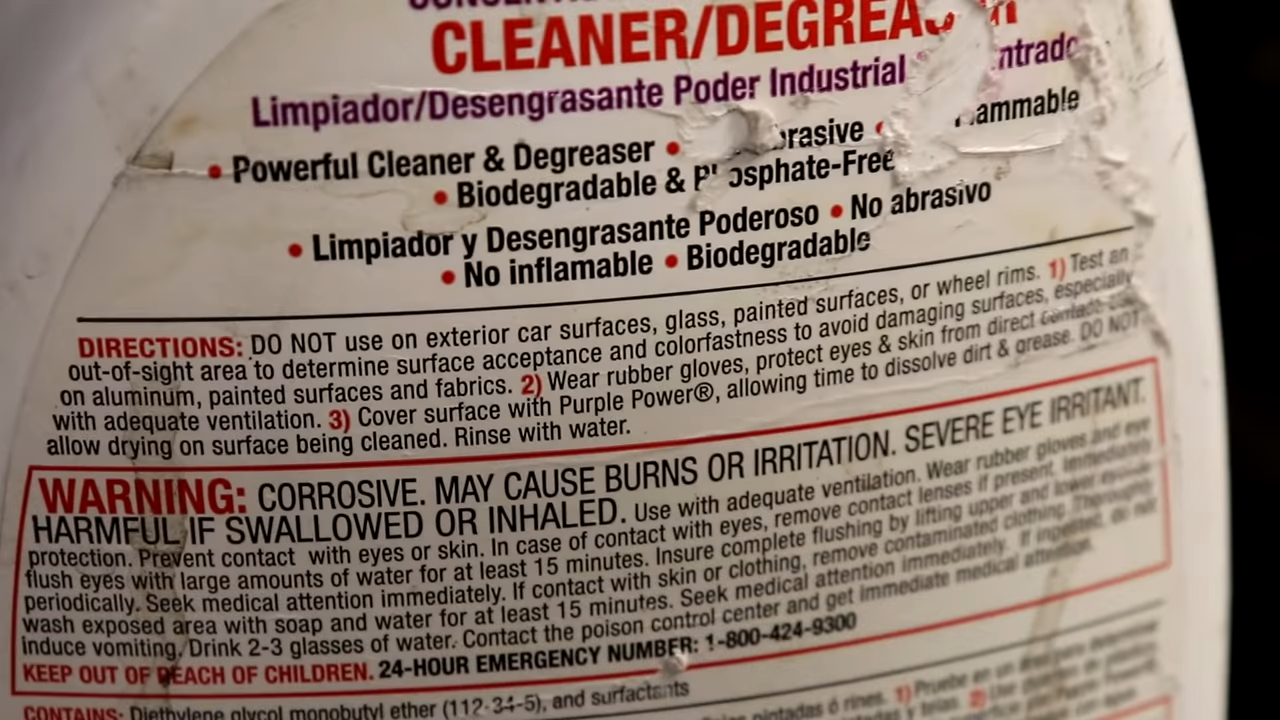 CLEANER/DEGREAS
Limpiador/Desengrasante Poder Industrial
• Powerful Cleaner & Degreaser • brasive • ammable
• Biodegradable & Phosphate-Free
• Limpiador y Desengrasante Poderoso • No abrasivo
• No inflamable • Biodegradable
DIRECTIONS: DO NOT use on exterior car surfaces, glass, painted surfaces, or wheel rims. 1) Test an
out-of-sight area to determine surface acceptance and colorfastness to avoid damaging surfaces, especially
on aluminum, painted surfaces and fabrics. 2) Wear rubber gloves, protect eyes & skin from direct contact. Use
with adequate ventilation. 3) Cover surface with Purple Power®, allowing time to dissolve dirt & grease. DO NOT
allow drying on surface being cleaned. Rinse with water.
WARNING: CORROSIVE. MAY CAUSE BURNS OR IRRITATION. SEVERE EYE IRRITANT.
HARMFUL IF SWALLOWED OR INHALED. Use with adequate ventilation. Wear rubber gloves and eye
protection. Prevent contact with eyes or skin. In case of contact with eyes, remove contact lenses if present. Immediately
flush eyes with large amounts of water for at least 15 minutes. Insure complete flushing by lifting upper and lower eyelids
periodically. Seek medical attention immediately. If contact with skin or clothing, remove contaminated clothing. Thoroughly
wash exposed area with soap and water for at least 15 minutes. Seek medical attention immediately. If ingested, do not
induce vomiting. Drink 2-3 glasses of water. Contact the poison control center and get immediate medical attention.
KEEP OUT OF REACH OF CHILDREN. 24-HOUR EMERGENCY NUMBER: 1-800-424-9300
CONTAINS: Diethylene glycol monobutyl ether (112-34-5), and surfactants
pintadas ó rines. 1) Pruebe en un
y telas. 2)